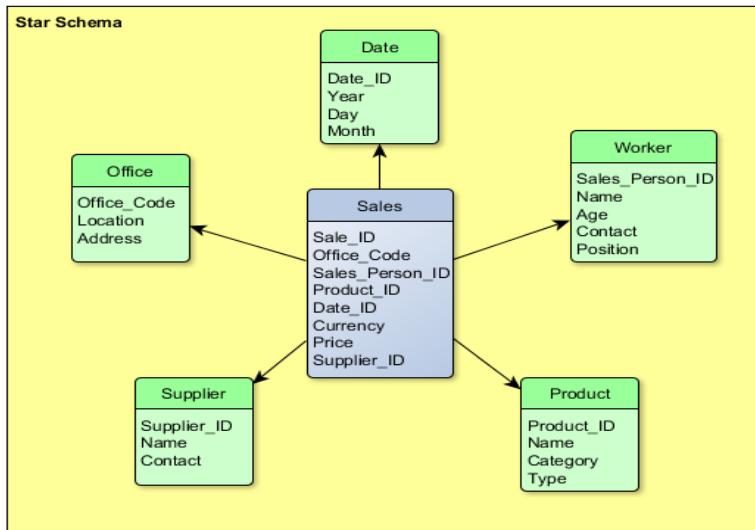 Star Schema
Date
Date_ID
Year
Day
Month
Office
Office_Code
Location
Address
Worker
Sales_Person_ID
Name
Age
Contact
Position
Sales
Sale_ID
Office_Code
Sales_Person_ID
Product_ID
Date_ID
Currency
Price
Supplier_ID
Supplier
Supplier_ID
Name
Contact
Product
Product_ID
Name
Category
Type